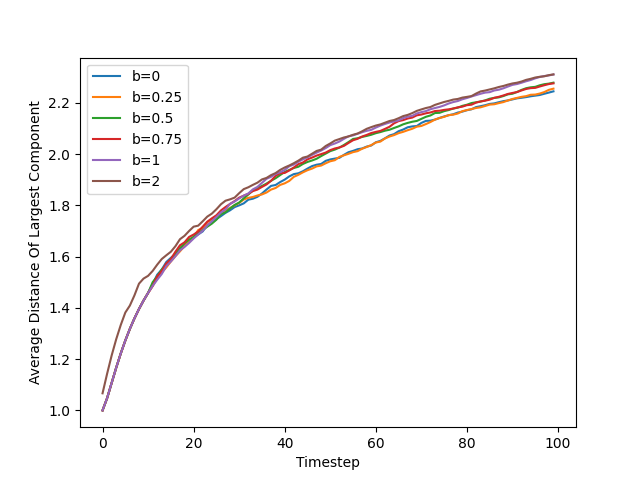 Average Distance Of Largest Component
2.2
2.0
1.8
1.6
1.4
1.2
1.0
b=0
b=0.25
b=0.5
b=0.75
b=1
b=2
0 20 40 60 80 100
Timestep